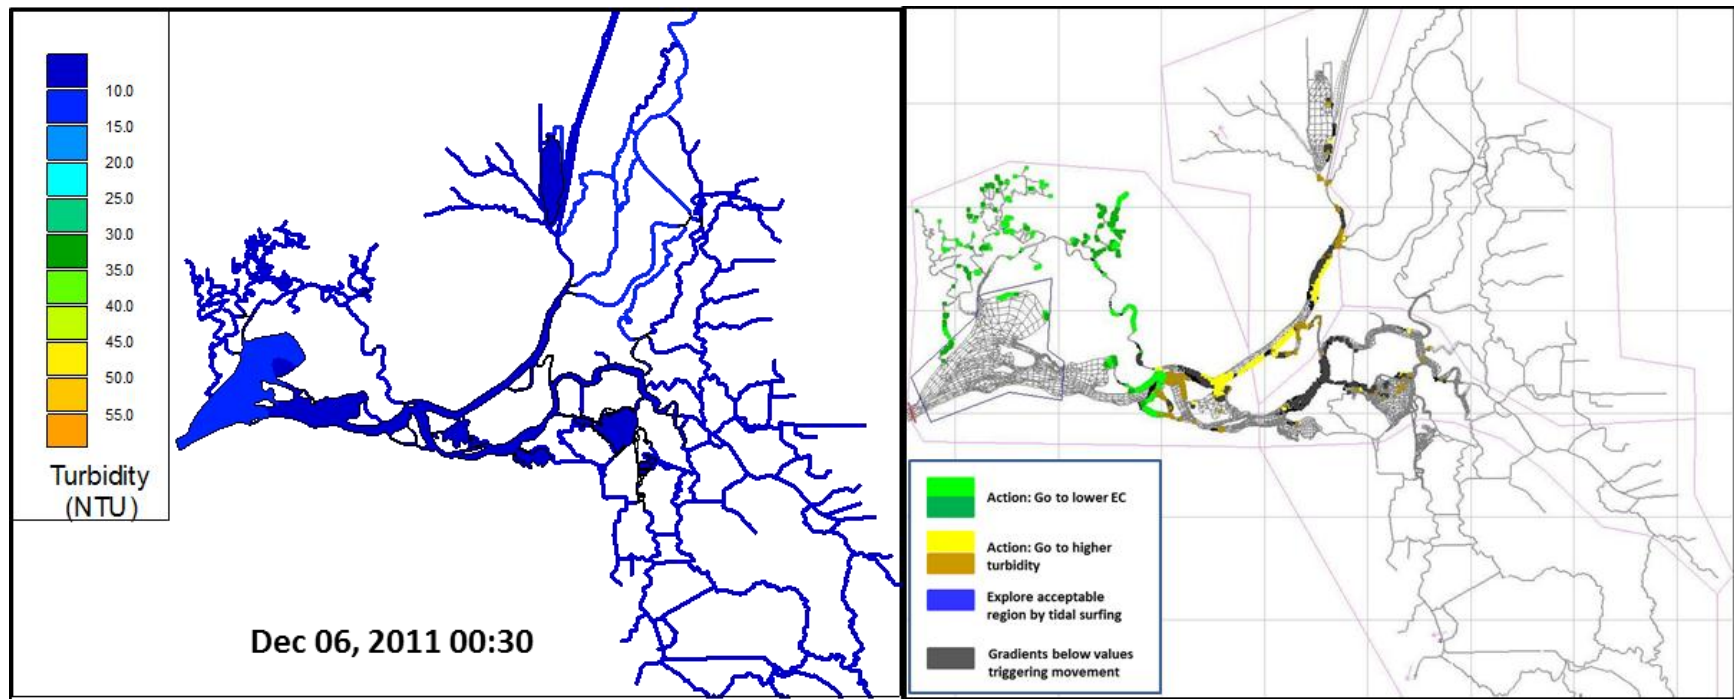 10.0
15.0
20.0
25.0
30.0
35.0
40.0
45.0
50.0
55.0
Turbidity
(NTU)
Dec 06, 2011 00:30
Action: Go to lower EC
Action: Go to higher
turbidity
Explore acceptable
region by tidal surfing
Gradients below values
triggering movement